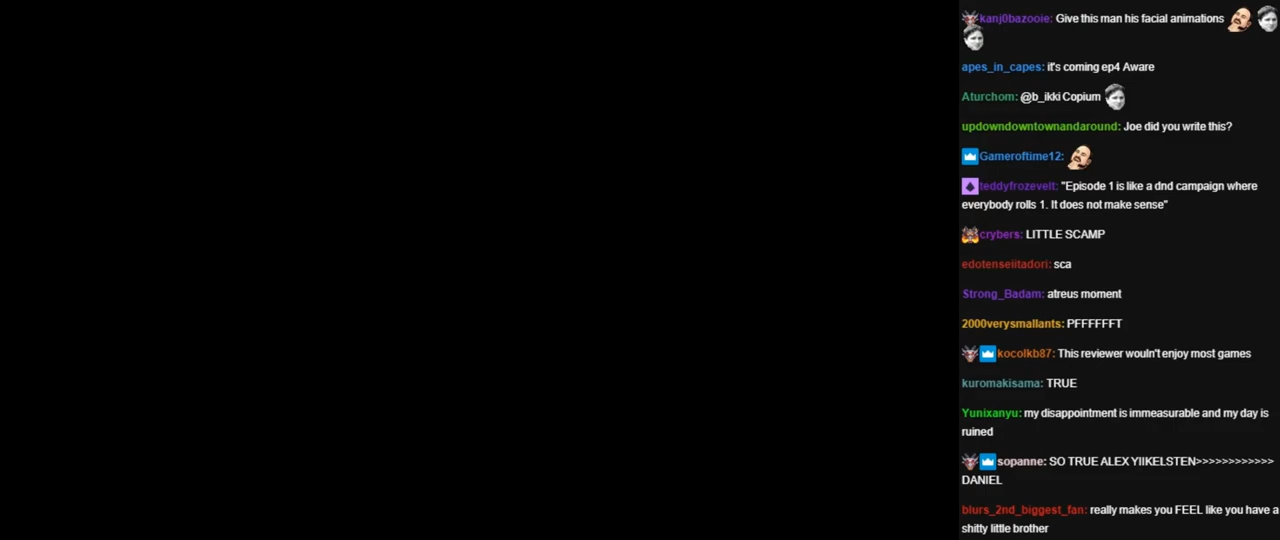 kanj0bazooie: Give this man his facial animations
apes_in_capes: it's coming ep4 Aware
Aturchom: @b_ikki Copium
updowndowntownandaround: Joe did you write this?
Gameroftime12:
teddyfrozevelt: "Episode 1 is like a dnd campaign where
everybody rolls 1. It does not make sense"
crybers: LITTLE SCAMP
edotenseiitadori: sca
Strong_Badam: atreus moment
2000verysmallants: PFFFFFFT
kocolkb87: This reviewer wouln't enjoy most games
kuromakisama: TRUE
Yunixanyu: my disappointment is immeasurable and my day is
ruined
sopanne: SO TRUE ALEX YIIKELSTEN>>>>>>>>>>>>
DANIEL
blurs_2nd_biggest_fan: really makes you FEEL like you have a
shitty little brother